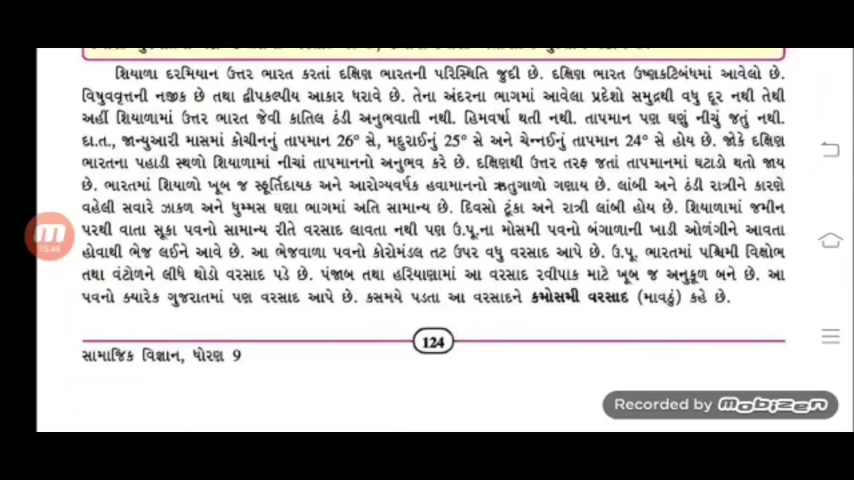 શિયાળા દરમિયાન ઉત્તર ભારત કરતાં દક્ષિણ ભારતની પરિસ્થિતિ જુદી છે. દક્ષિણ ભારત ઉષ્ણકટિબંધમાં આવેલો છે.
વિષુવવૃત્તની નજીક છે તથા દ્વીપકલ્પીય આકાર ધરાવે છે. તેના અંદરના ભાગમાં આવેલા પ્રદેશો સમુદ્રથી વધુ દૂર નથી તેથી
અહીં શિયાળામાં ઉત્તર ભારત જેવી કાતિલ ઠંડી અનુભવાતી નથી. હિમવર્ષા થતી નથી. તાપમાન પણ ઘણું નીચું જતું નથી.
દા.ત., જાન્યુઆરી માસમાં કોચીનનું તાપમાન 26° સે, મદુરાઈનું 25° સે અને ચેન્નઈનું તાપમાન 24° સે હોય છે. જોકે દક્ષિણ
ભારતના પહાડી સ્થળો શિયાળામાં નીચાં તાપમાનનો અનુભવ કરે છે. દક્ષિણથી ઉત્તર તરફ જતાં તાપમાનમાં ઘટાડો થતો જાય
છે. ભારતમાં શિયાળો ખૂબ જ સ્ફૂર્તિદાયક અને આરોગ્યવર્ધક હવામાનનો ઋતુગાળો ગણાય છે. લાંબી અને ઠંડી રાત્રીને કારણે
વહેલી સવારે ઝાકળ અને ધુમ્મસ ઘણા ભાગમાં અતિ સામાન્ય છે. દિવસો ટૂંકા અને રાત્રી લાંબી હોય છે. શિયાળામાં જમીન
પરથી વાતા સૂકા પવનો સામાન્ય રીતે વરસાદ લાવતા નથી પણ ઉ.પૂ.ના મોસમી પવનો બંગાળાની ખાડી ઓળંગીને આવતા
હોવાથી ભેજ લઈને આવે છે. આ ભેજવાળા પવનો કોરોમંડલ તટ ઉપર વધુ વરસાદ આપે છે. ઉ.પૂ. ભારતમાં પશ્ચિમી વિક્ષોભ
તથા વંટોળને લીધે થોડો વરસાદ પડે છે. પંજાબ તથા હરિયાણામાં આ વરસાદ રવીપાક માટે ખૂબ જ અનુકૂળ બને છે. આ
પવનો ક્યારેક ગુજરાતમાં પણ વરસાદ આપે છે. કસમયે પડતા આ વરસાદને કમોસમી વરસાદ (માવઠું) કહે છે.
124
સામાજિક વિજ્ઞાન, ધોરણ 9
15:46
Recorded by mobizen